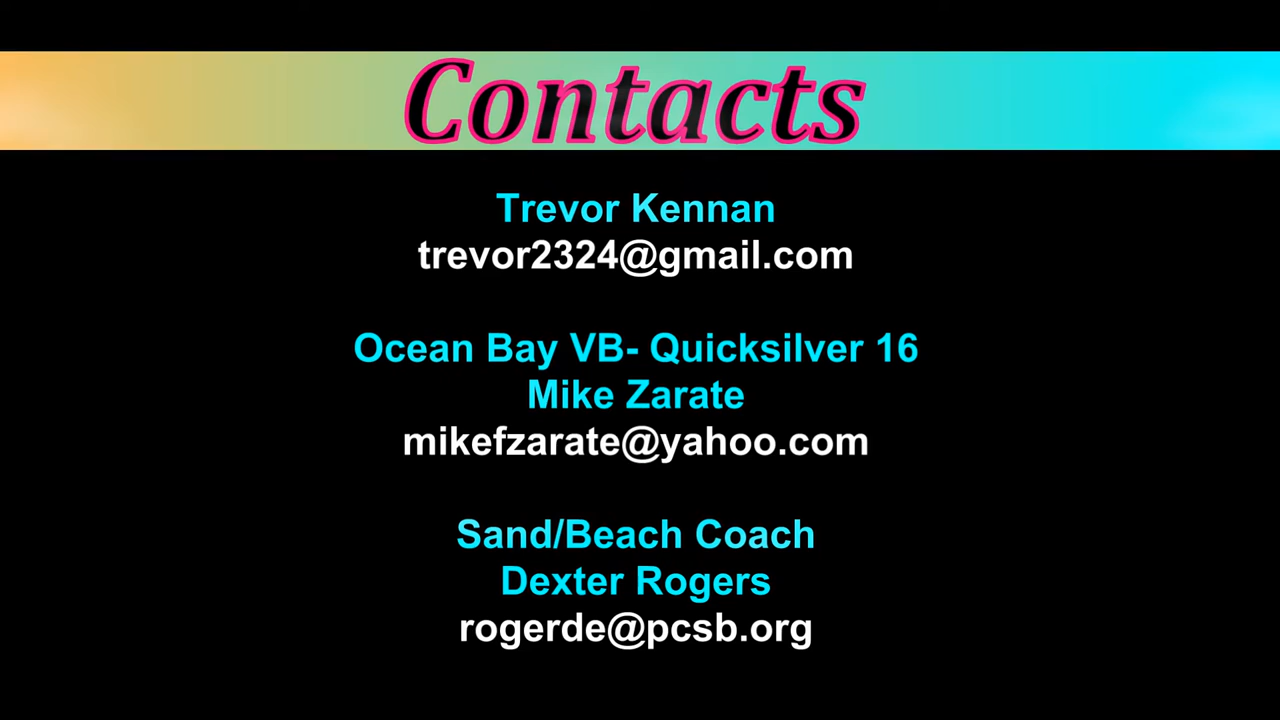 Contacts
Trevor Kennan
trevor2324@gmail.com
Ocean Bay VB- Quicksilver 16
Mike Zarate
mikefzarate@yahoo.com
Sand/Beach Coach
Dexter Rogers
rogerde@pcsb.org